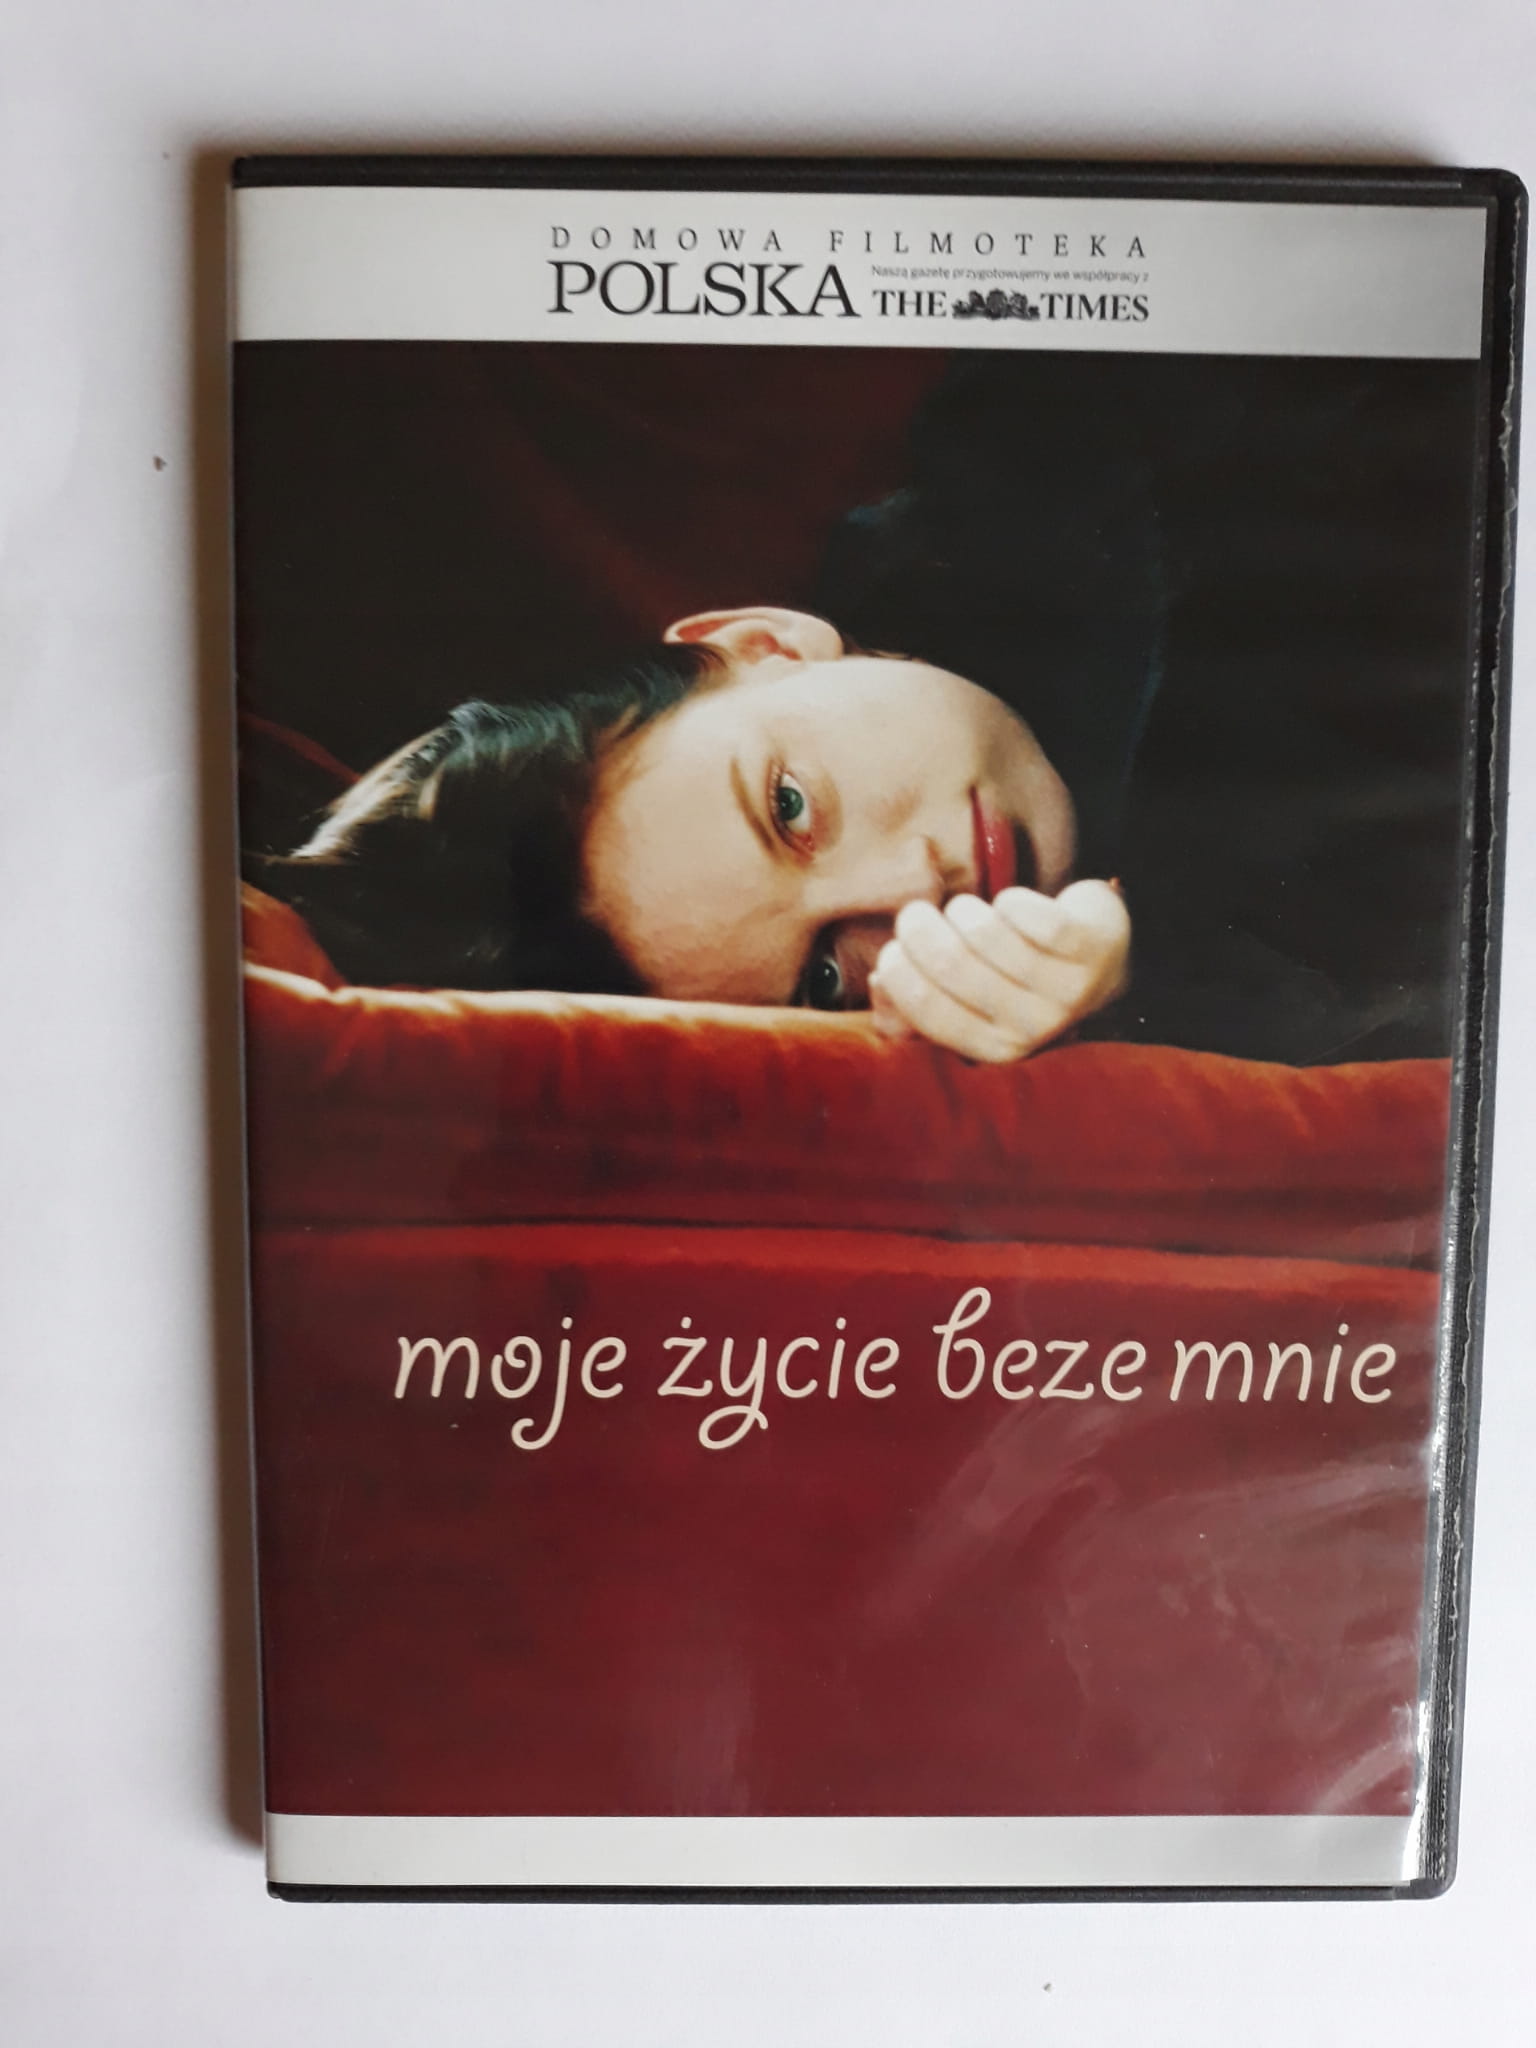 DOMOWA FILMOTEKA
POLSKA
Naszą gazetę przygotowujemy we współpracy z
THE TIMES
moje życie beze mnie